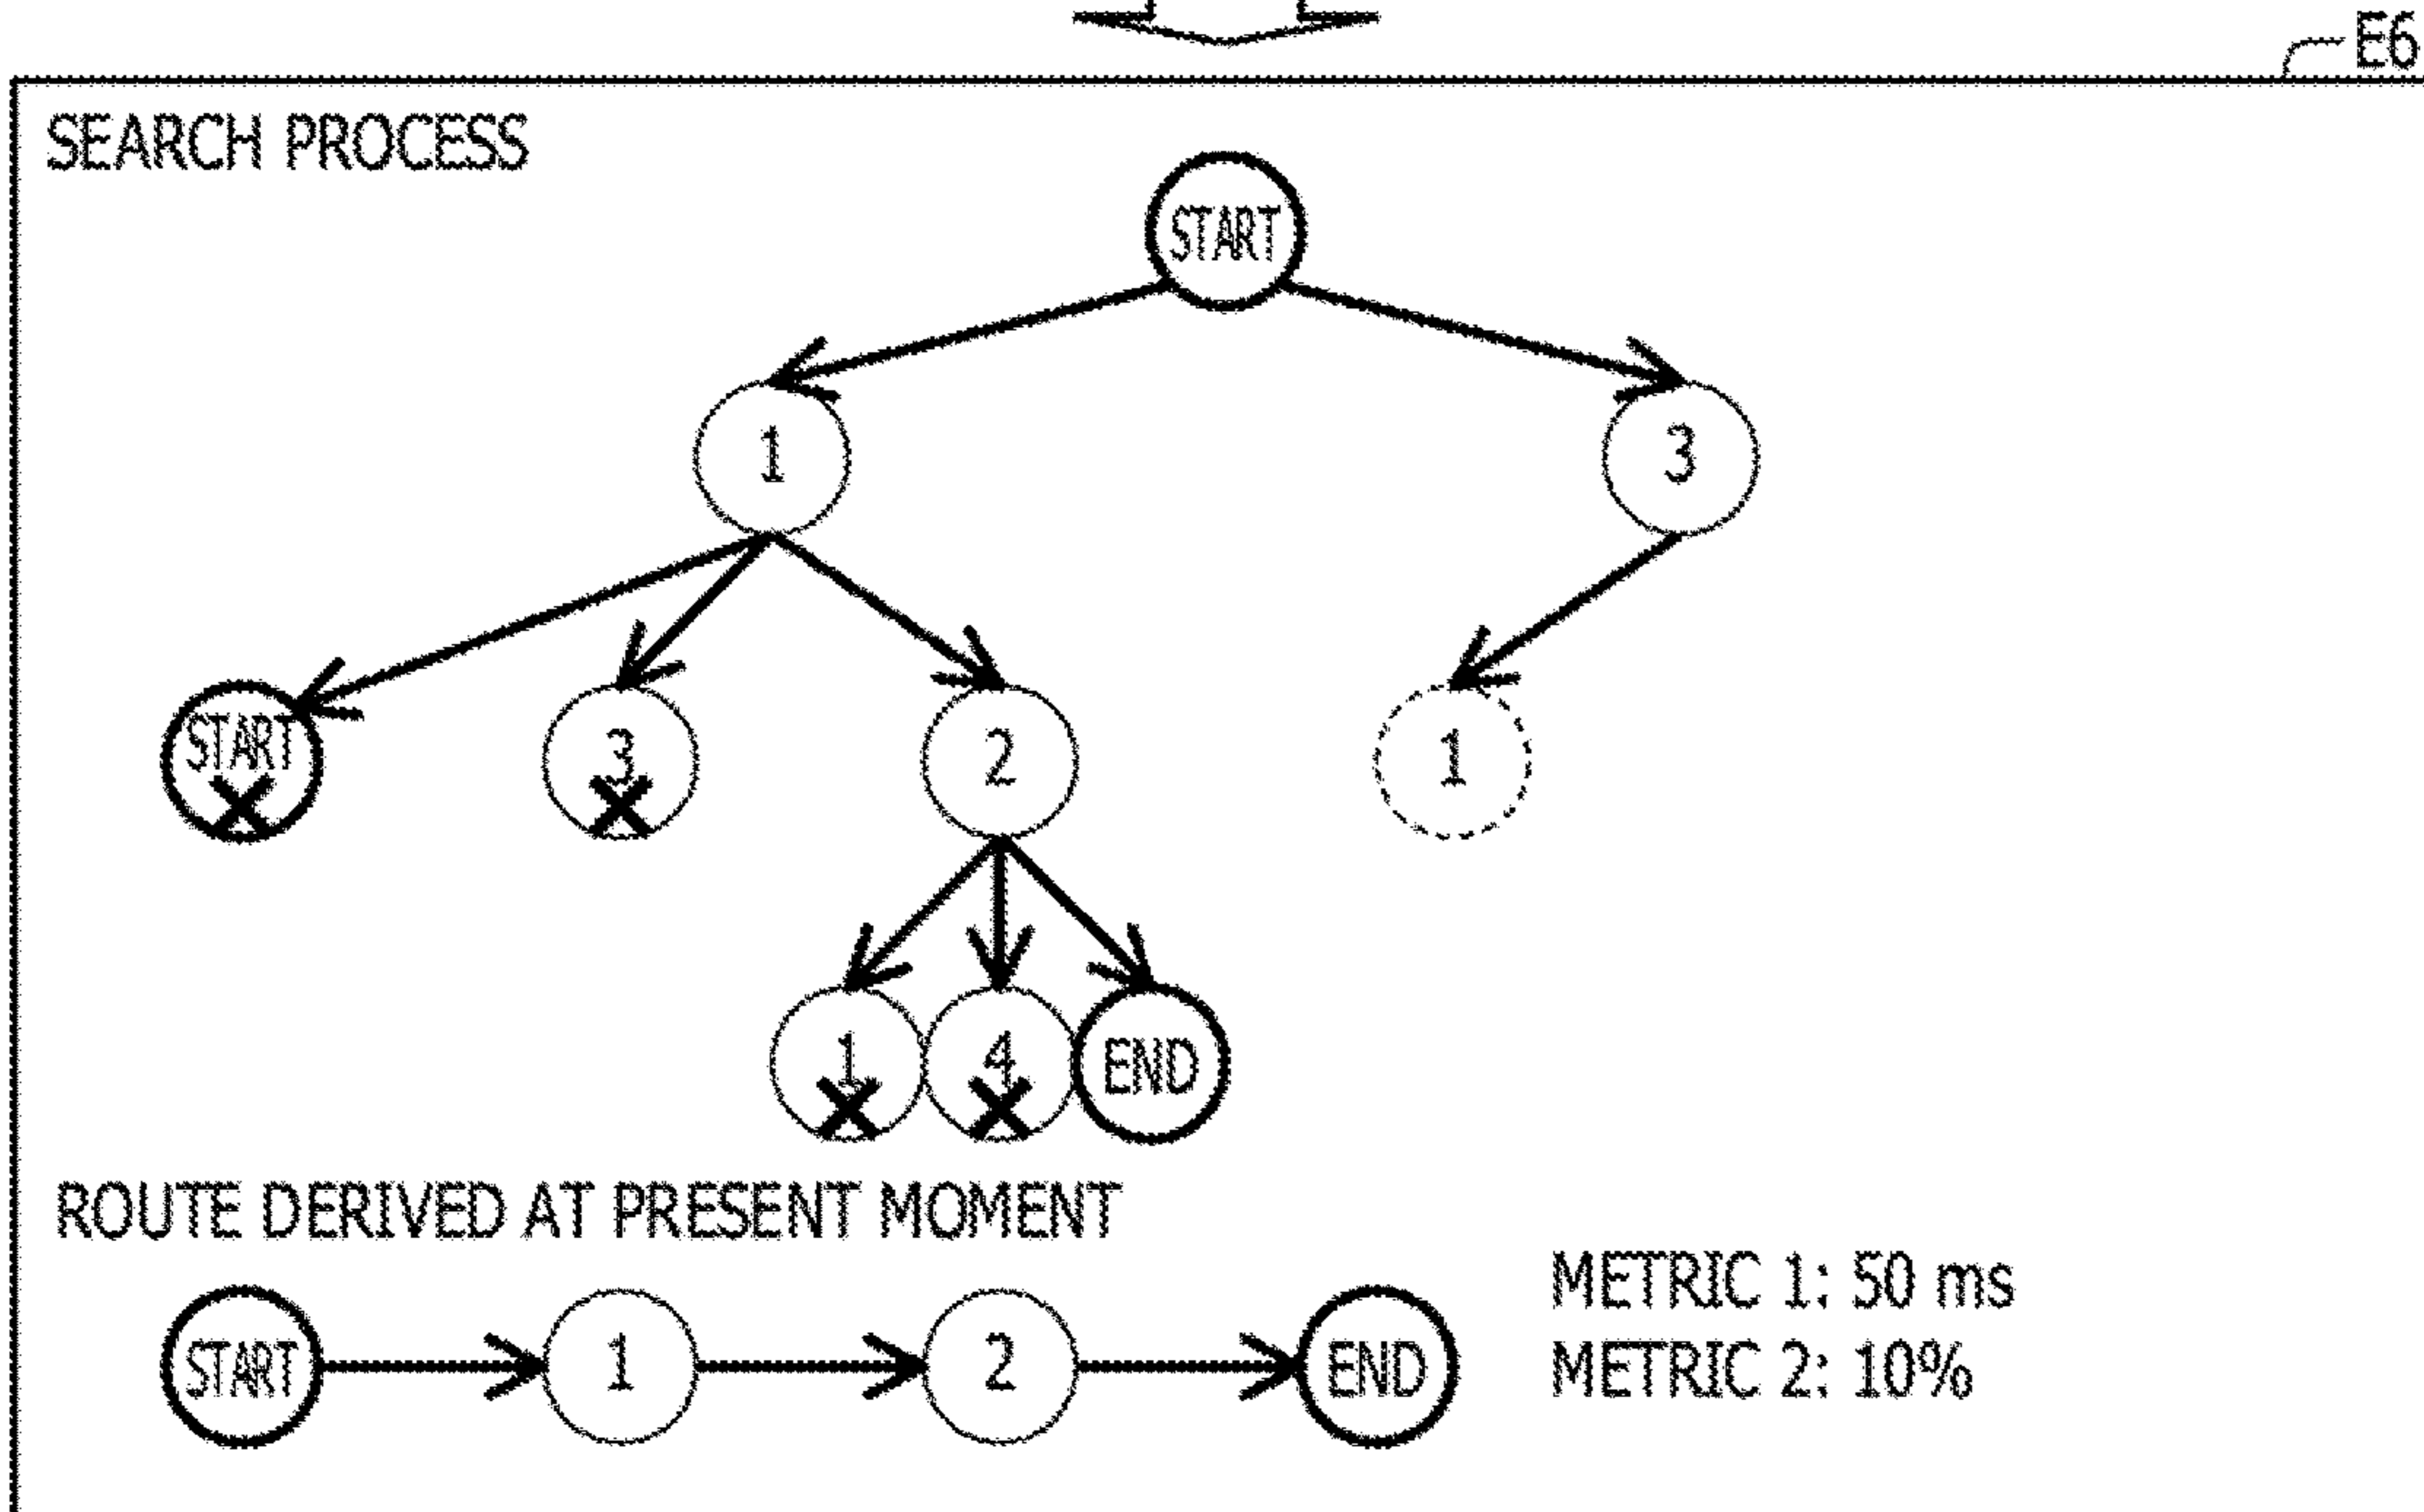 E6
SEARCH PROCESS
START
1
3
START
3
2
1
1
4
END
ROUTE DERIVED AT PRESENT MOMENT
START
1
2
END
METRIC 1: 50 ms
METRIC 2: 10%